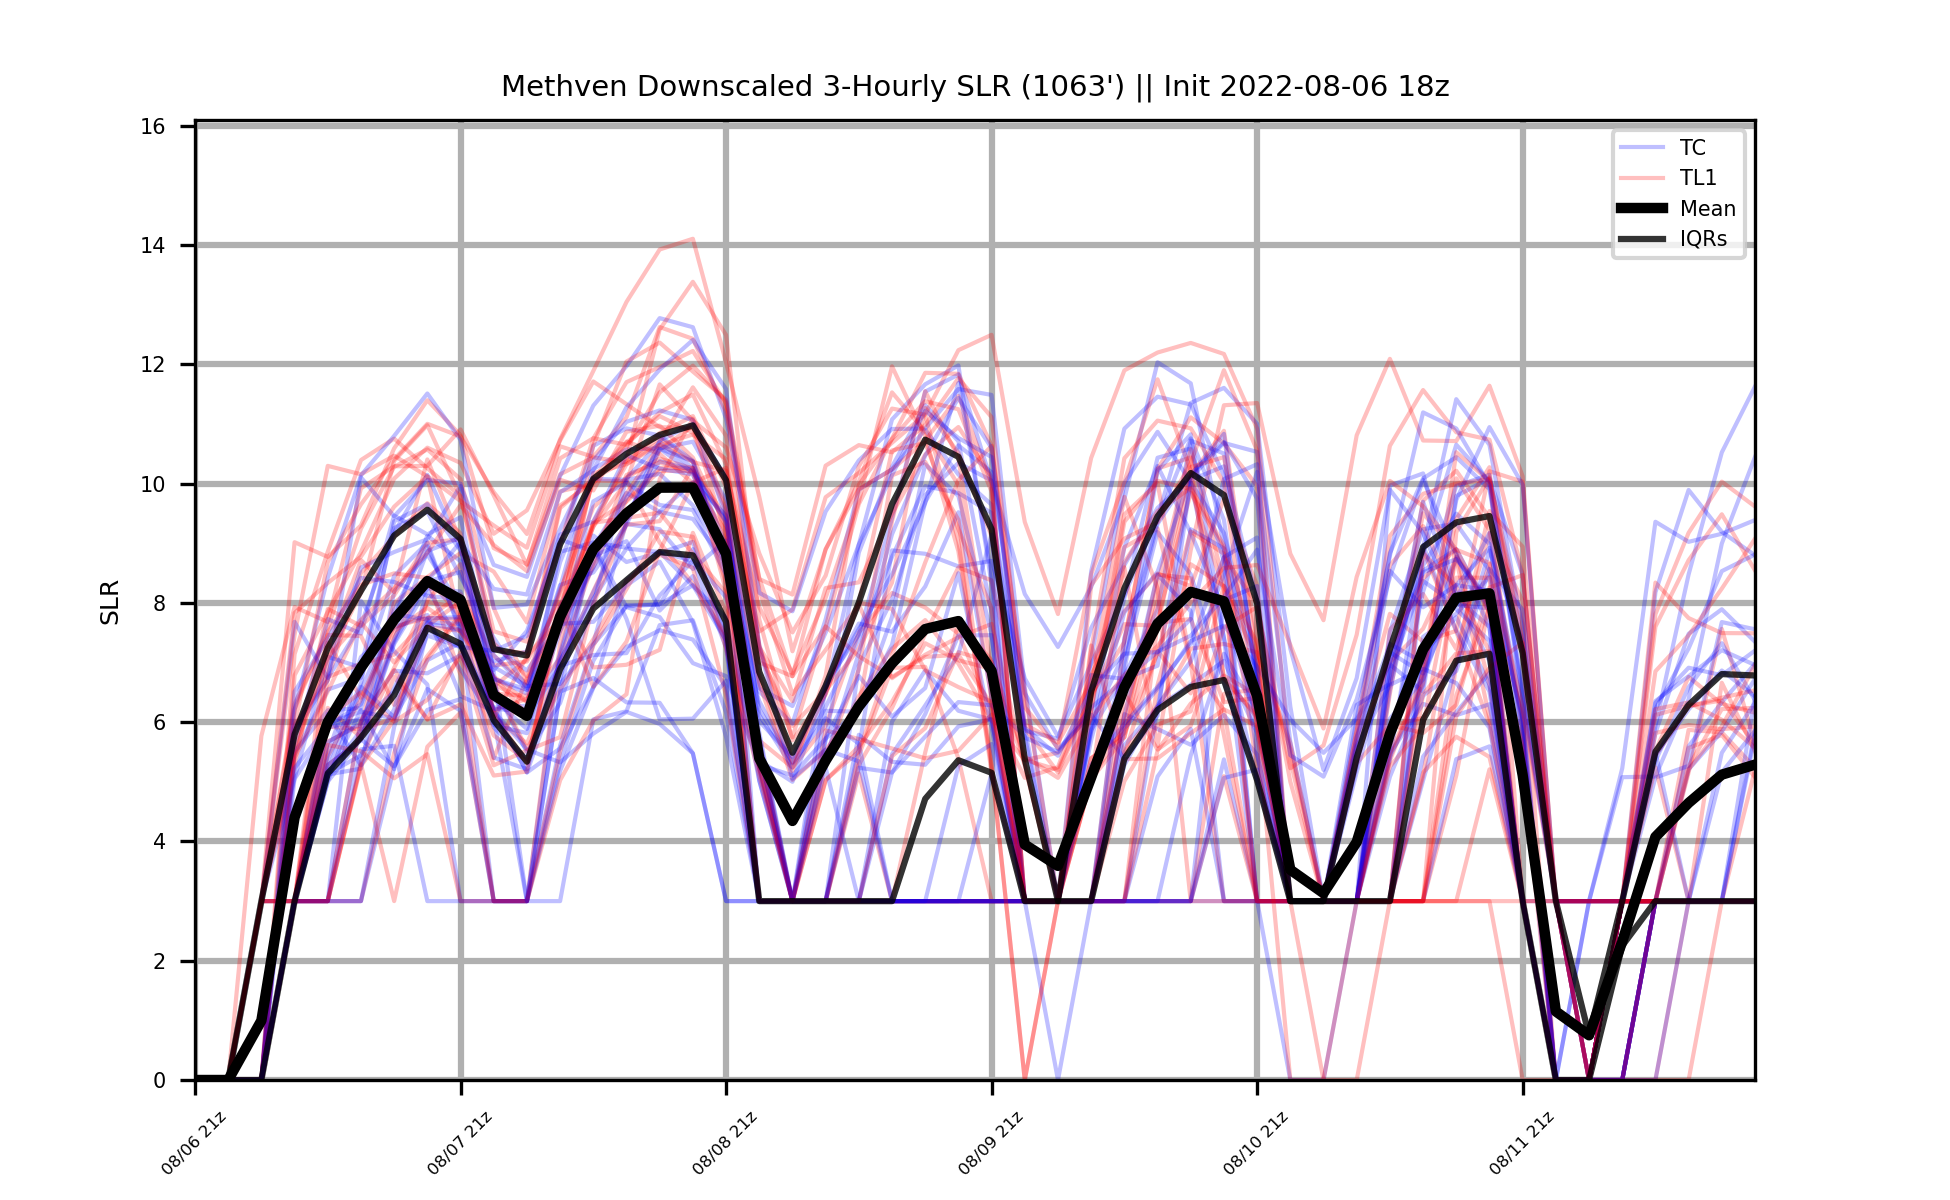 Methven Downscaled 3-Hourly SLR (1063') || Init 2022-08-06 18z
16
14
12
10
8
6
4
2
0
SLR
TC
TL1
Mean
IQRs
08/06 21z
08/07 21z
08/08 21z
08/09 21z
08/10 21z
08/11 21z